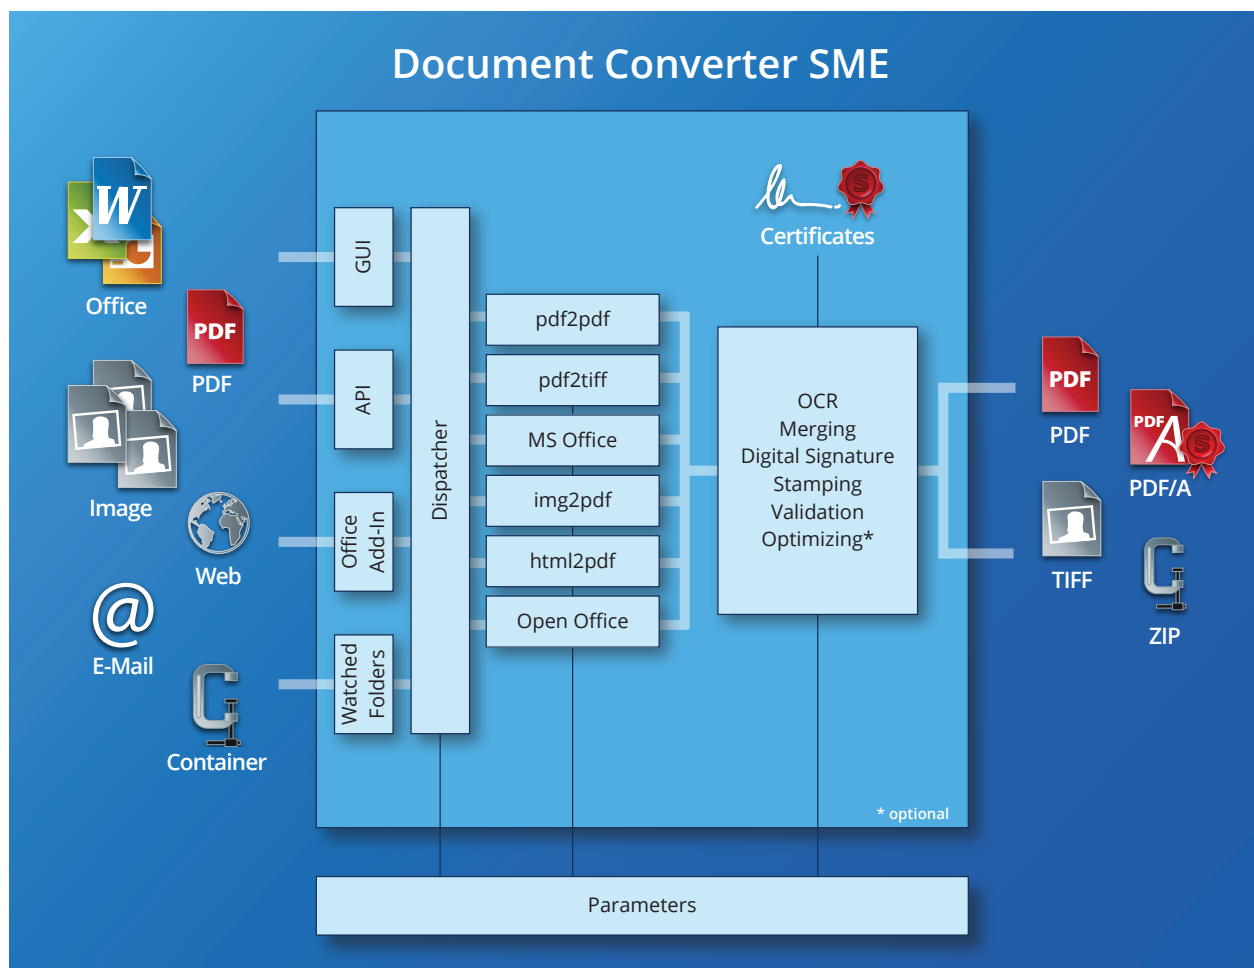 Document Converter SME
W
X
Office
PDF
PDF
Image
Web
@
E-Mail
Container
GUI
API
Office
Add-In
Watched
Folders
Dispatcher
pdf2pdf
pdf2tiff
MS Office
img2pdf
html2pdf
Open Office
S
Certificates
OCR
Merging
Digital Signature
Stamping
Validation
Optimizing*
PDF
PDF
PDF
A
S
PDF/A
TIFF
ZIP
* optional
Parameters